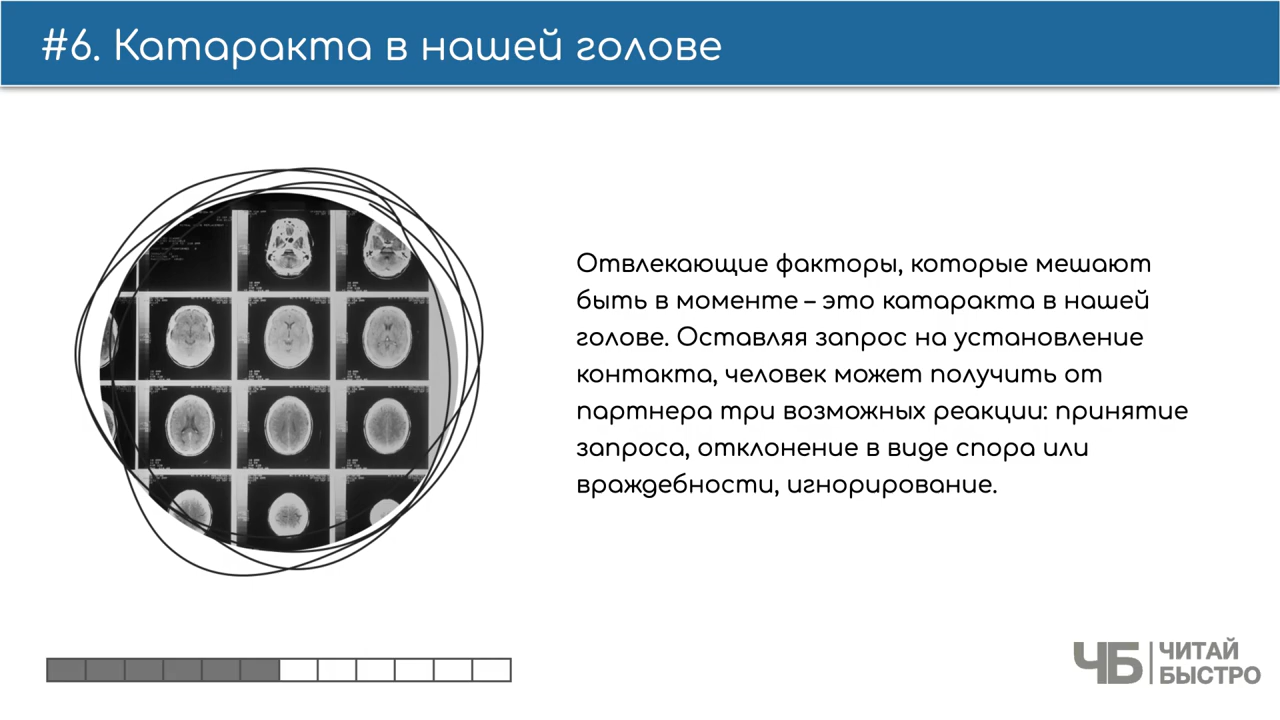 #6. Катаракта в нашей голове
Отвлекающие факторы, которые мешают
быть в моменте – это катаракта в нашей
голове. Оставляя запрос на установление
контакта, человек может получить от
партнера три возможных реакции: принятие
запроса, отклонение в виде спора или
враждебности, игнорирование.
ЧБ
ЧИТАЙ
БЫСТРО